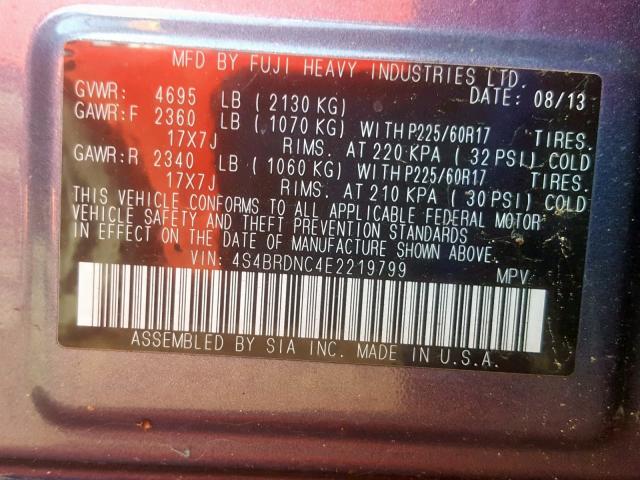 MFD BY FUJI HEAVY INDUSTRIES LTD.
GVWR: 4695 LB ( 2130 KG) DATE: 08/13
GAWR:F 2360 LB ( 1070 KG) WITH P225/60R17 TIRES.
17X7J RIMS. AT 220 KPA ( 32 PSI) COLD
GAWR:R 2340 LB ( 1060 KG) WITH P225/60R17 TIRES.
17X7J RIMS. AT 210 KPA ( 30 PSI) COLD
THIS VEHICLE CONFORMS TO ALL APPLICABLE FEDERAL MOTOR
VEHICLE SAFETY AND THEFT PREVENTION STANDARDS
IN EFFECT ON THE DATE OF MANUFACTURE SHOWN ABOVE.
VIN: 4S4BRDNC4E2219799 MPV
ASSEMBLED BY SIA INC. MADE IN U.S.A.